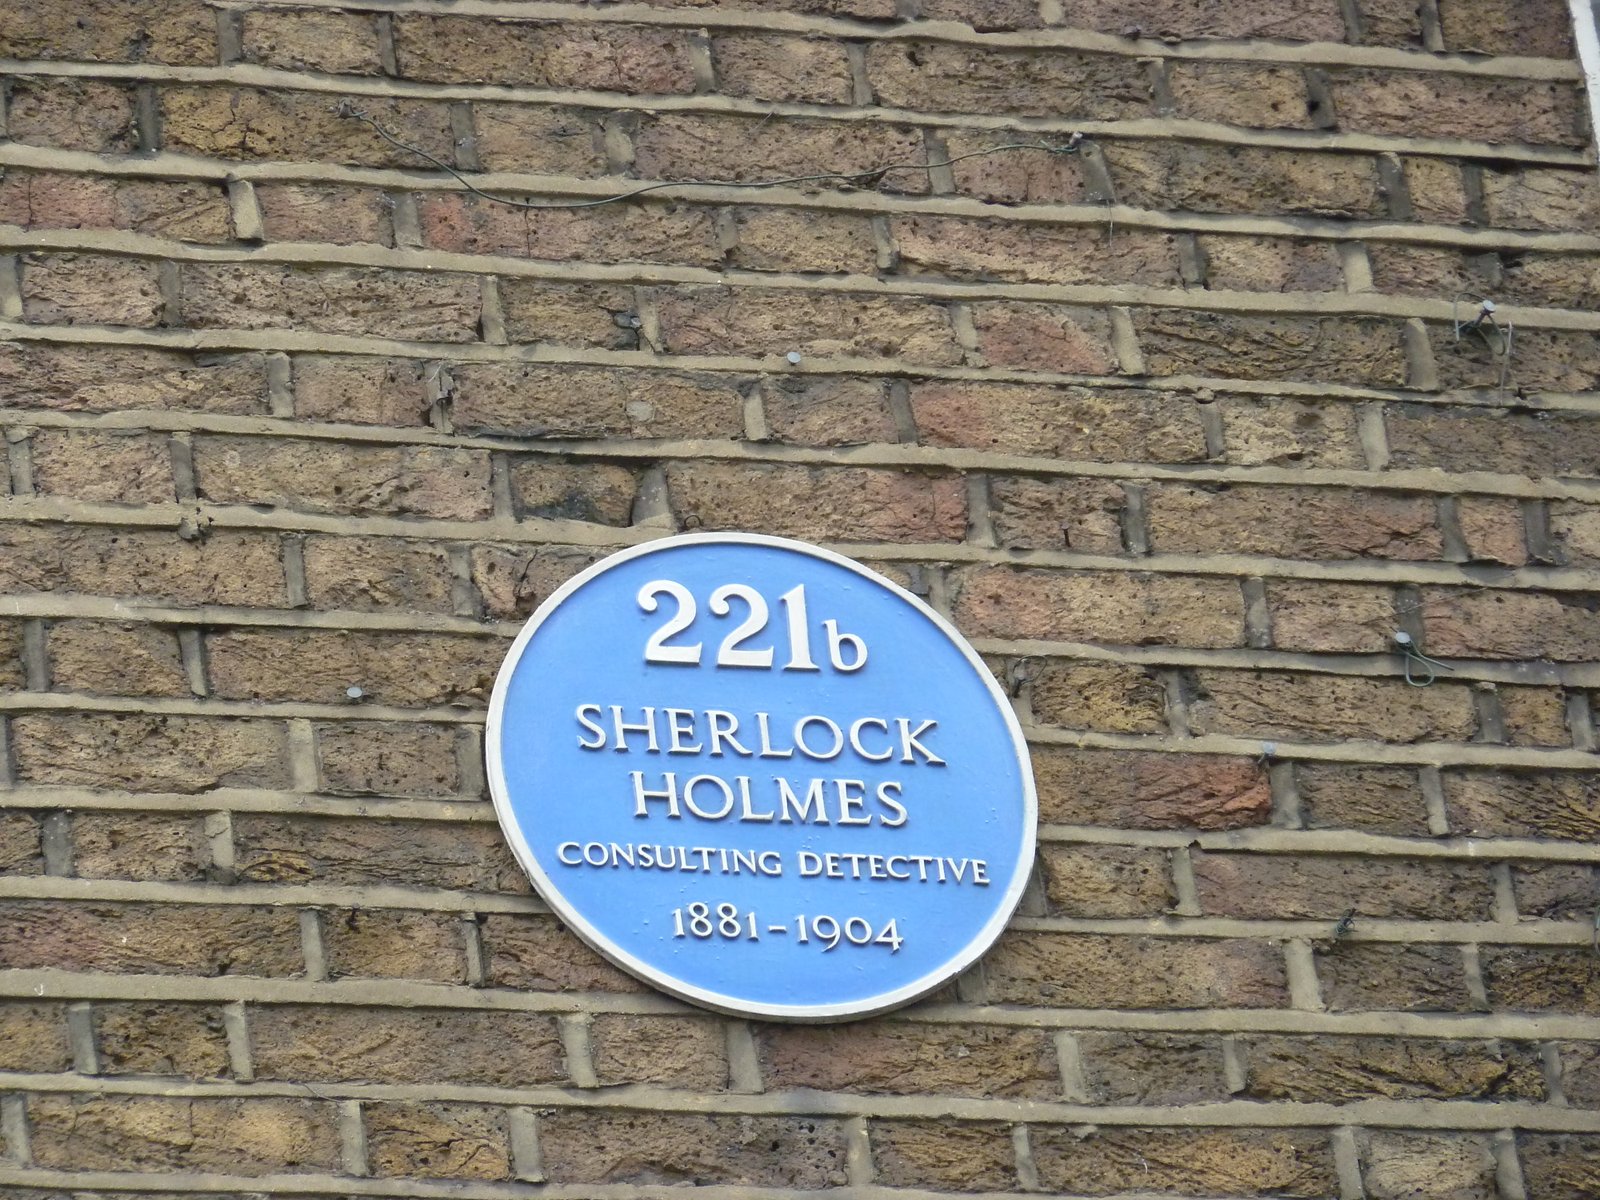 221b
SHERLOCK
HOLMES
CONSULTING DETECTIVE
1881-1904